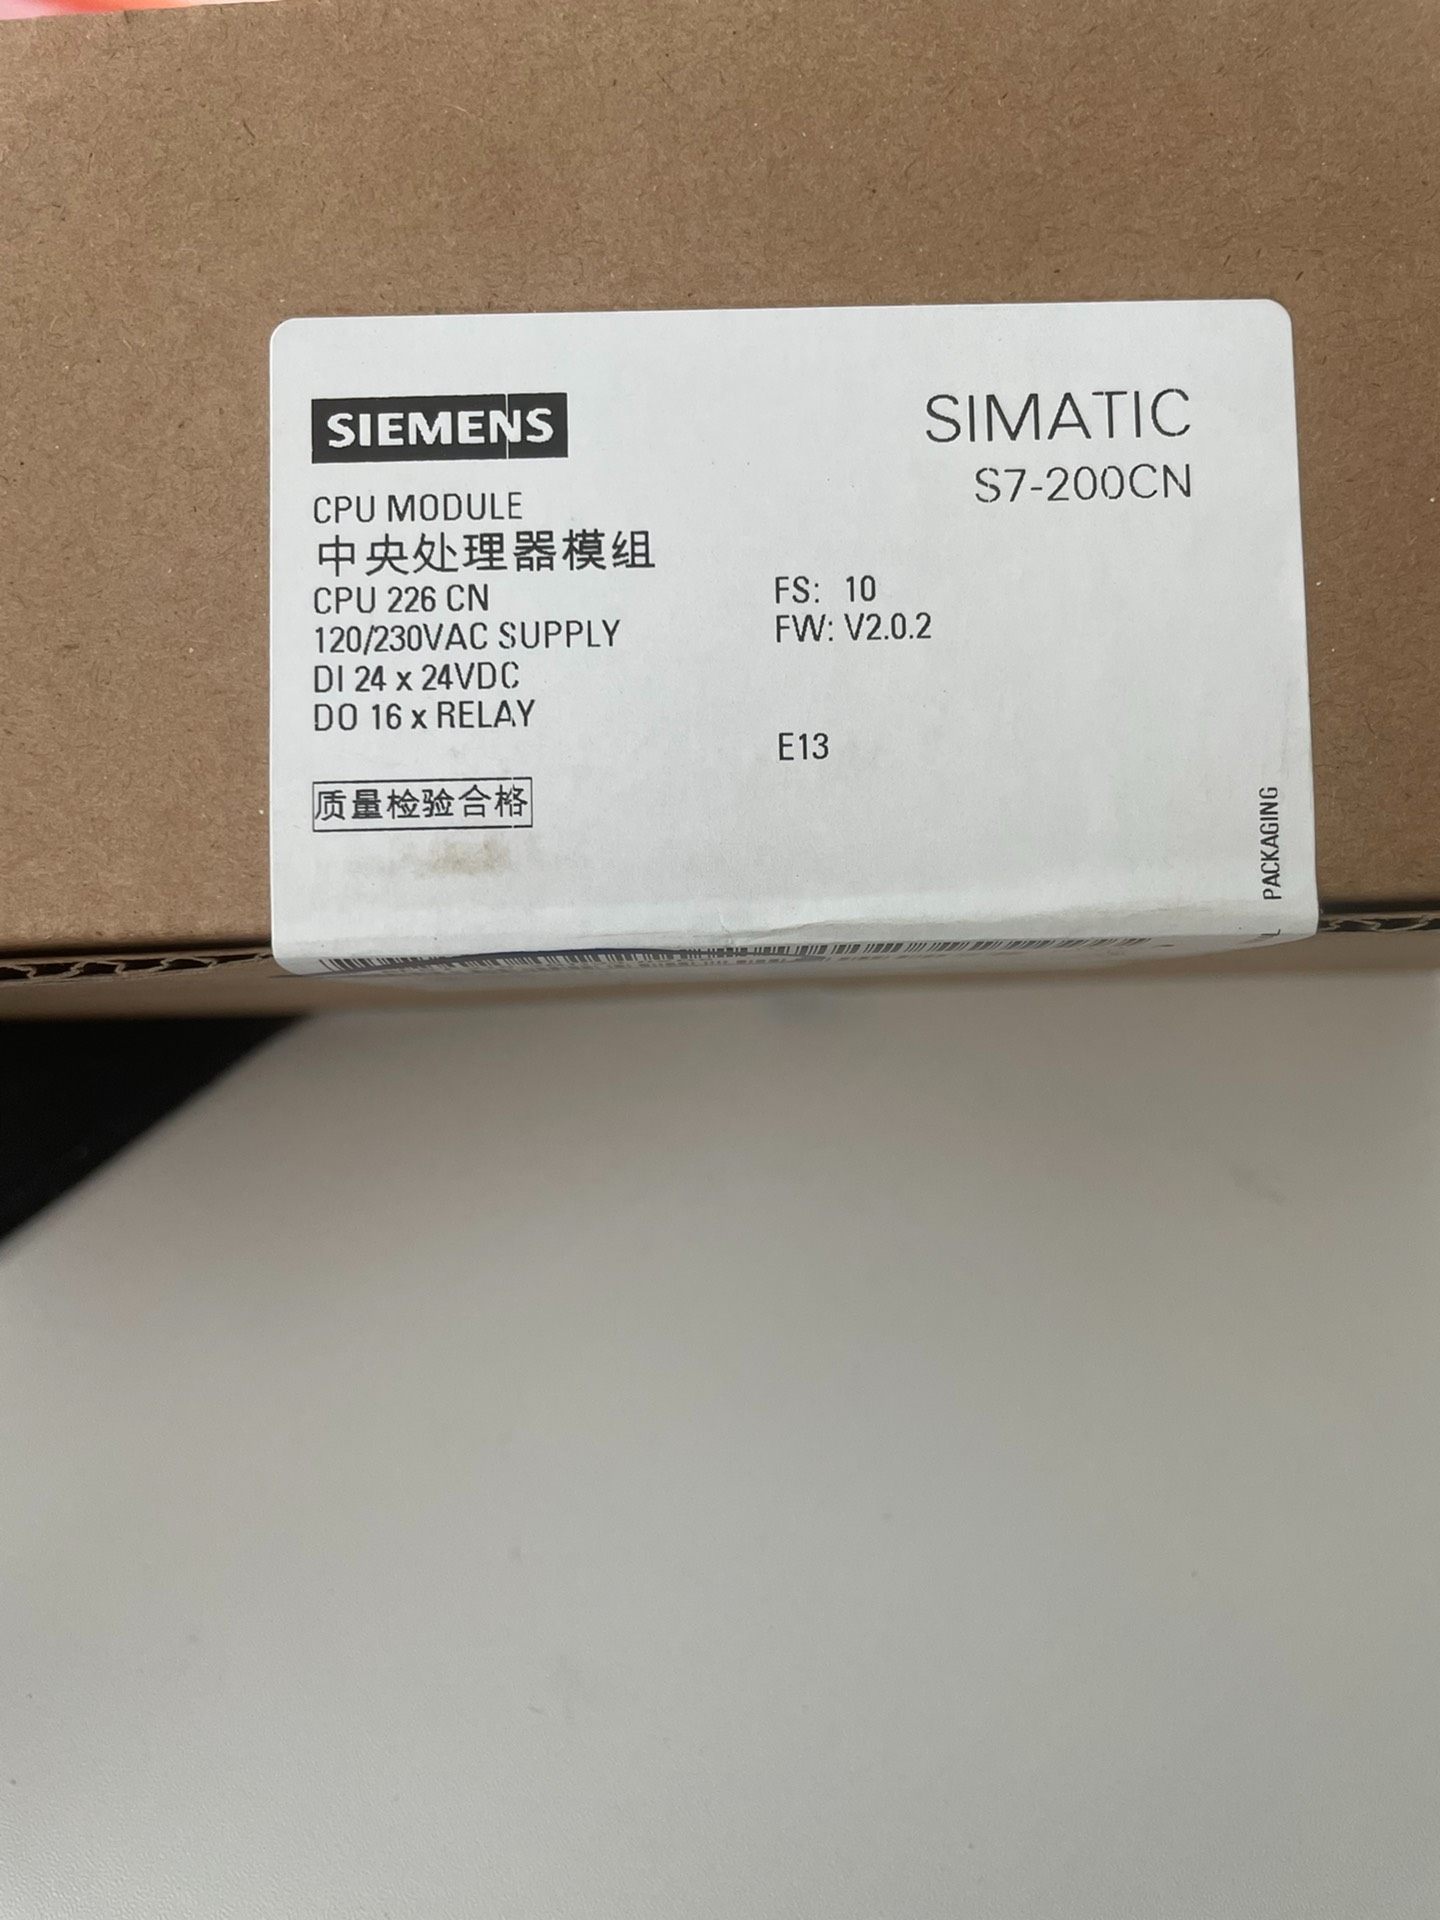 SIEMENS
SIMATIC
S7-200CN
CPU MODULE
中央处理器模组
CPU 226 CN
120/230VAC SUPPLY
DI 24 x 24VDC
DO 16 x RELAY
FS: 10
FW: V2.0.2
E13
质量检验合格
PACKAGING